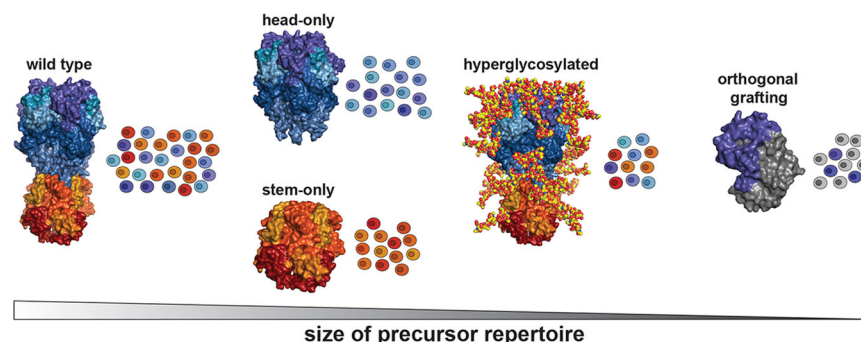 head-only
wild type
hyperglycosylated
orthogonal
grafting
stem-only
size of precursor repertoire